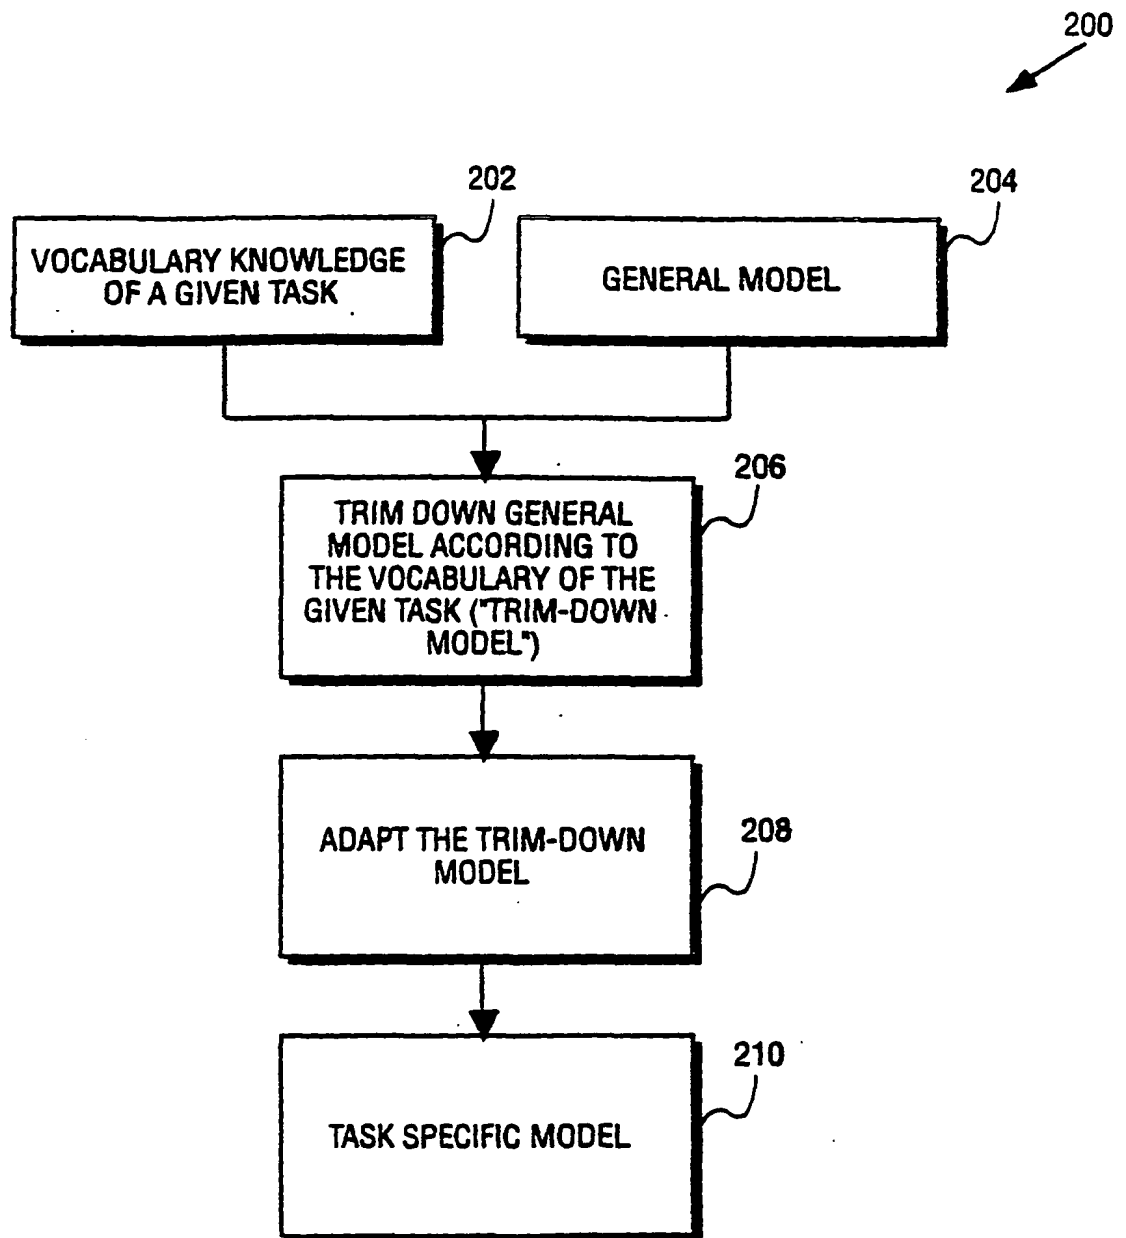 200
202
204
VOCABULARY KNOWLEDGE
OF A GIVEN TASK
GENERAL MODEL
206
TRIM DOWN GENERAL
MODEL ACCORDING TO
THE VOCABULARY OF THE
GIVEN TASK ("TRIM-DOWN
MODEL")
208
ADAPT THE TRIM-DOWN
MODEL
210
TASK SPECIFIC MODEL